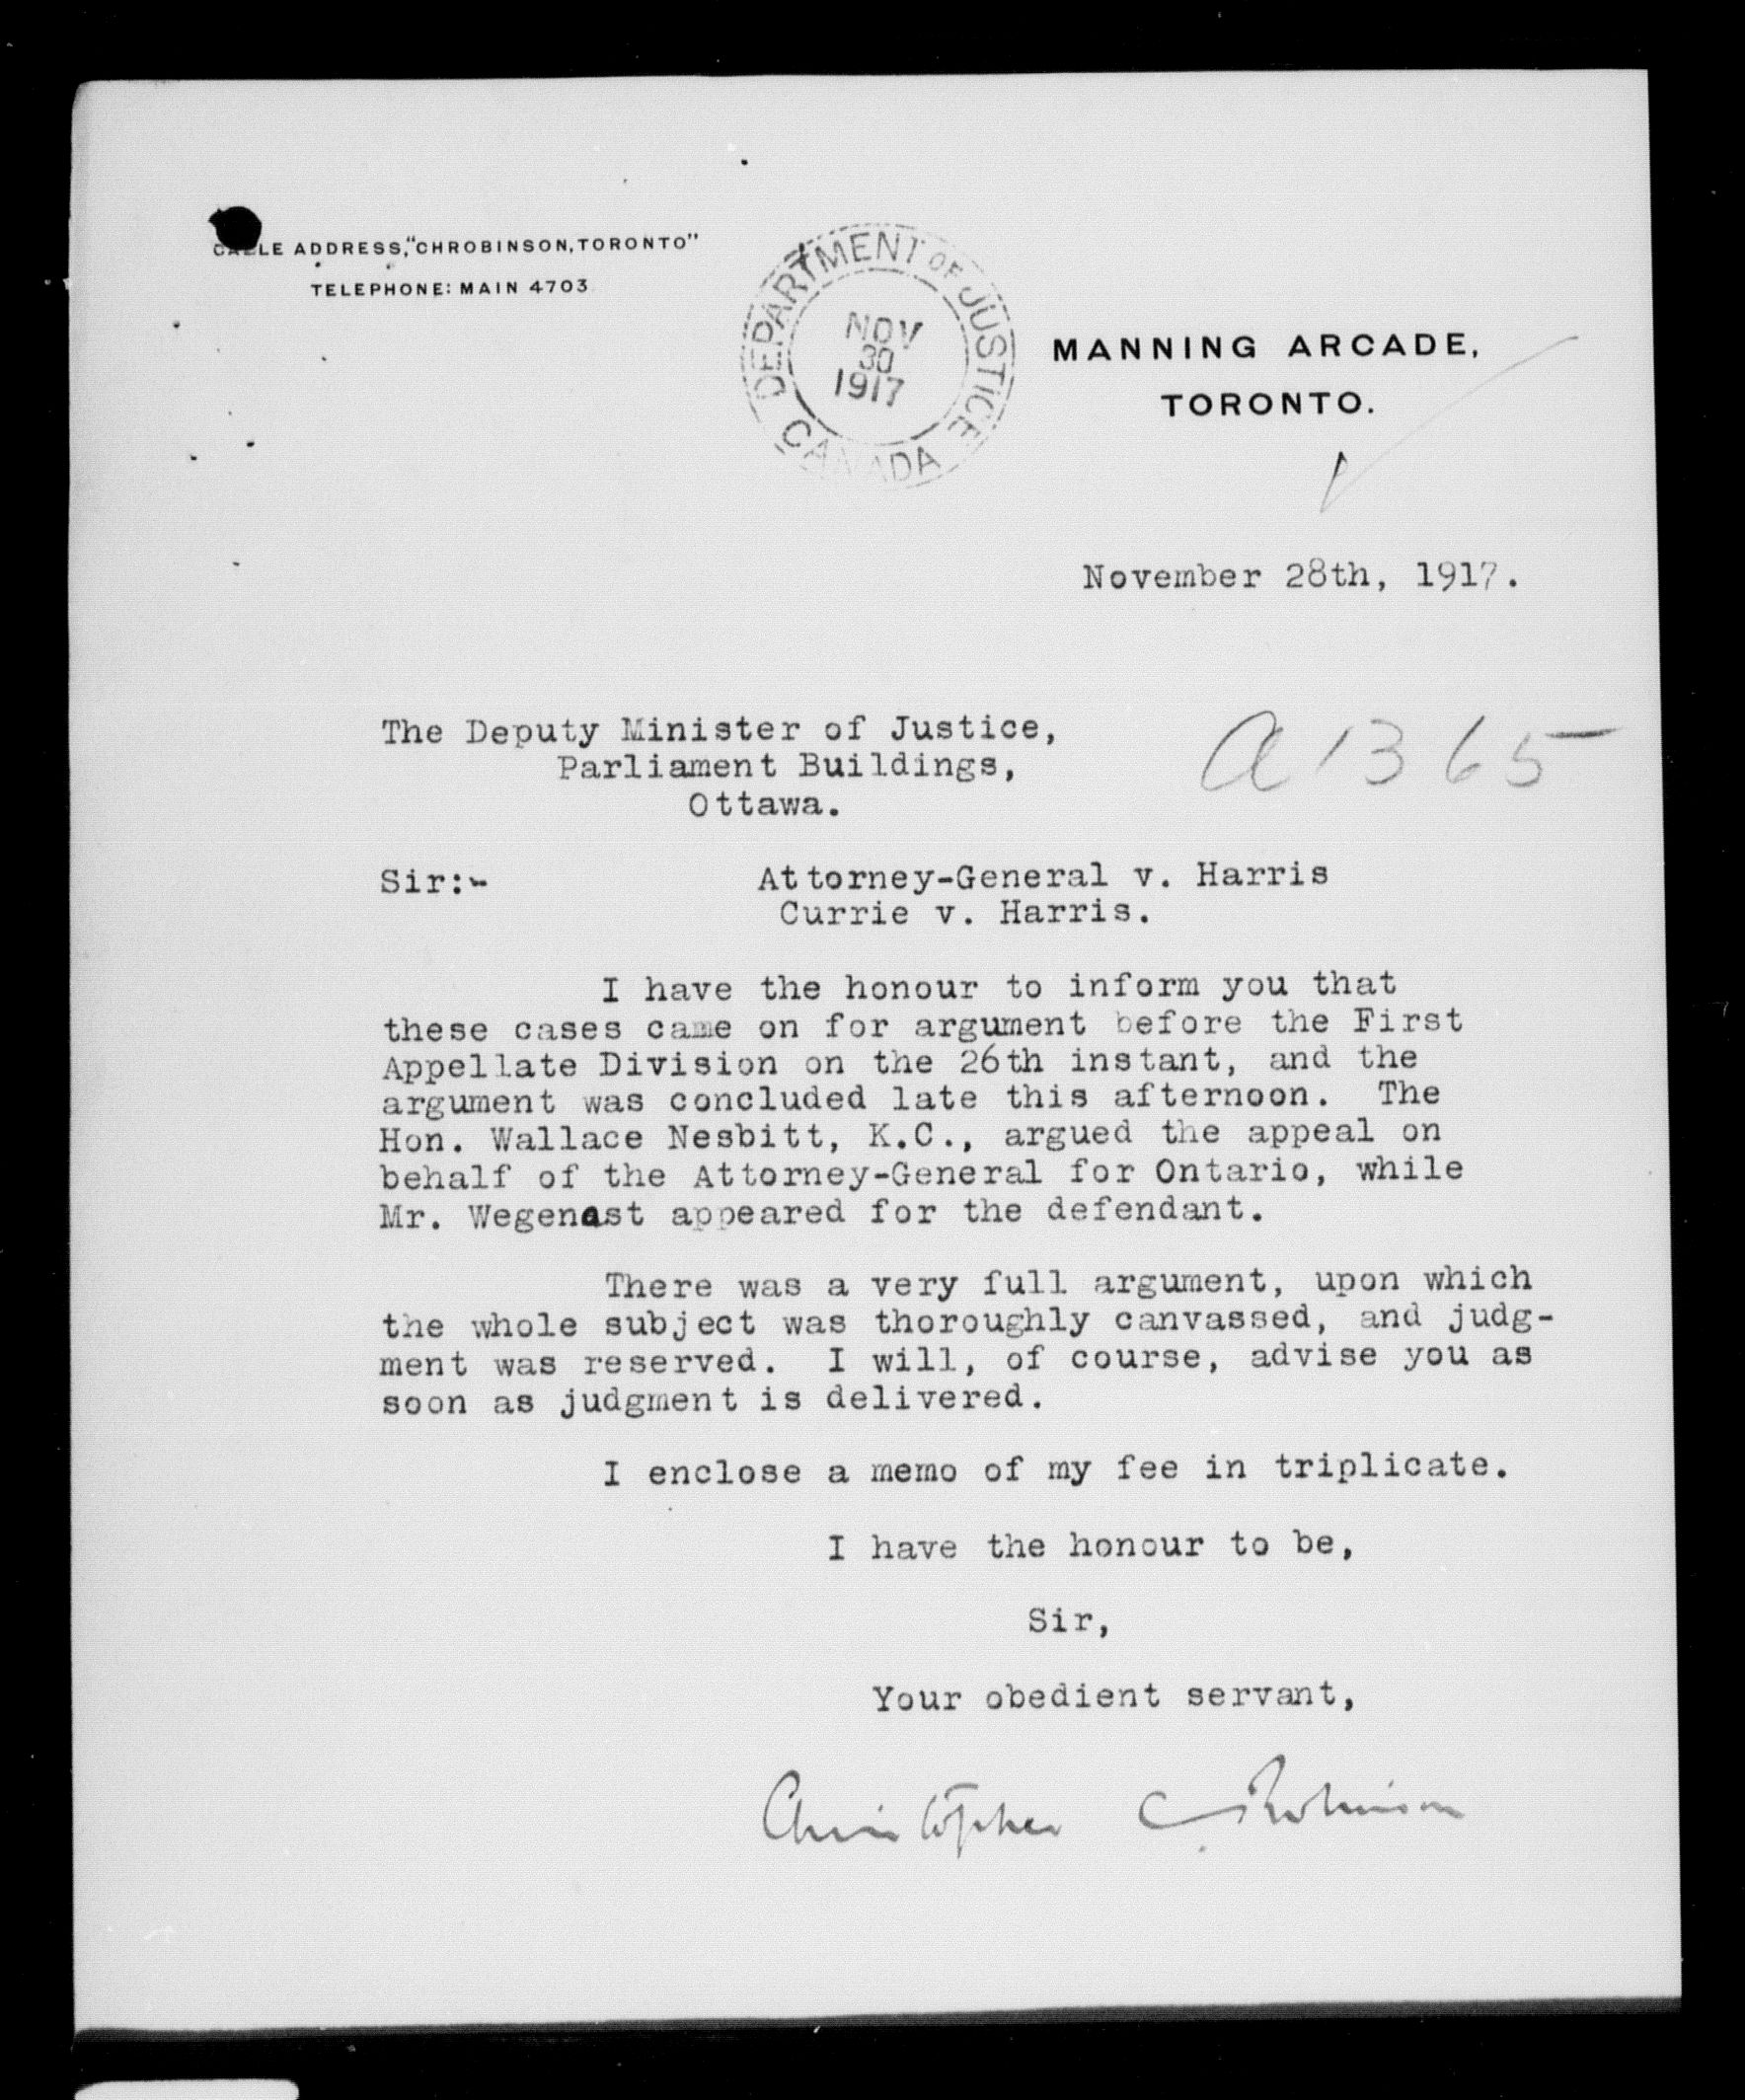 CABLE ADDRESS,"CHROBINSON,TORONTO"
TELEPHONE: MAIN 4703
DEPARTMENT OF JUSTICE
NOV
30
1917
CANADA
MANNING ARCADE,
TORONTO.
November 28th, 1917.
The Deputy Minister of Justice,
Parliament Buildings,
Ottawa.
A1365
Sir:-
Attorney-General v. Harris
Currie v. Harris.
I have the honour to inform you that
these cases came on for argument before the First
Appellate Division on the 26th instant, and the
argument was concluded late this afternoon. The
Hon. Wallace Nesbitt, K.C., argued the appeal on
behalf of the Attorney-General for Ontario, while
Mr. Wegenast appeared for the defendant.
There was a very full argument, upon which
the whole subject was thoroughly canvassed, and judg-
ment was reserved. I will, of course, advise you as
soon as judgment is delivered.
I enclose a memo of my fee in triplicate.
I have the honour to be,
Sir,
Your obedient servant,
Christopher C. Robinson